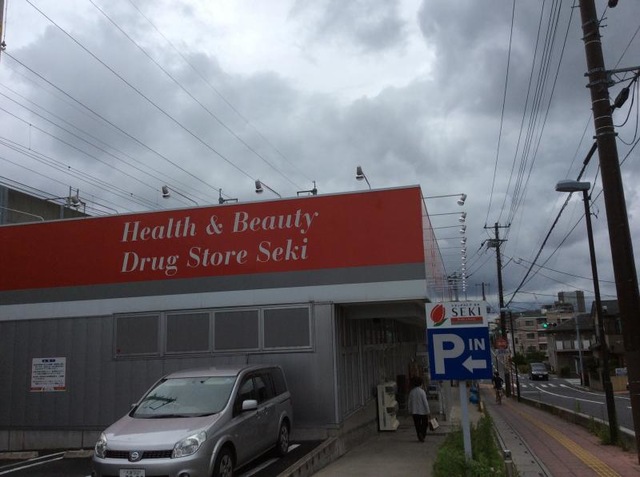 Health & Beauty
Drug Store Seki
SEKI
P IN